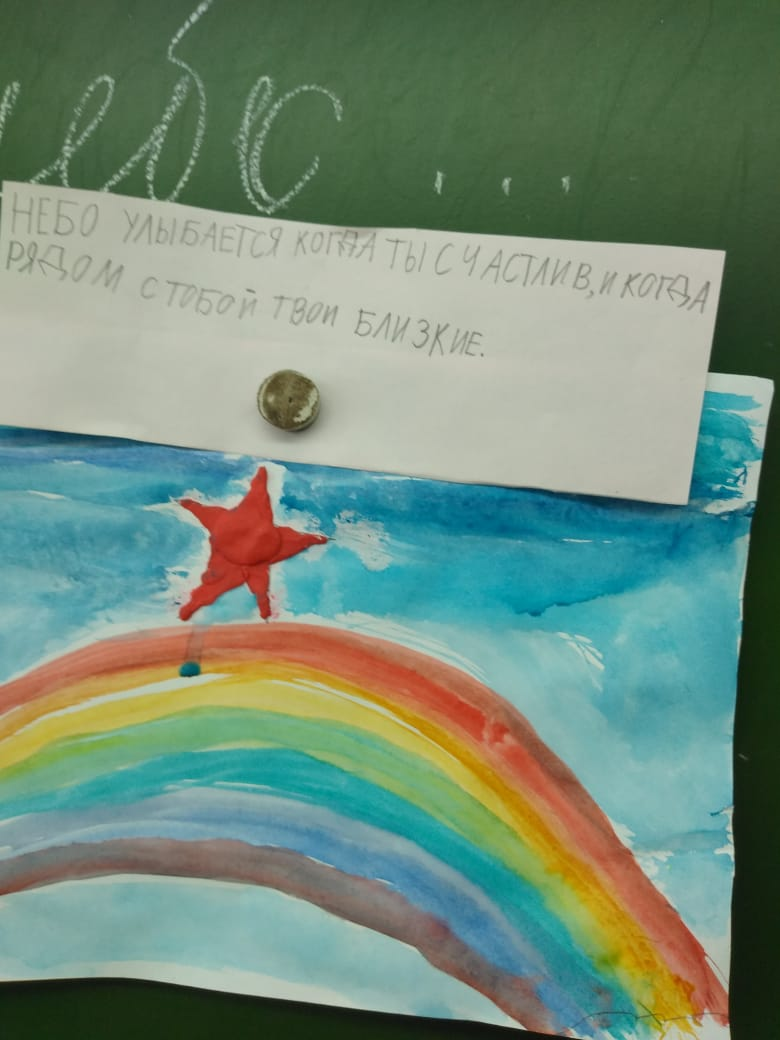 НЕБО УЛЫБАЕТСЯ КОГДА ТЫ СЧАСТЛИВ, И КОГДА
РЯДОМ С ТОБОЙ ТВОИ БЛИЗКИЕ.